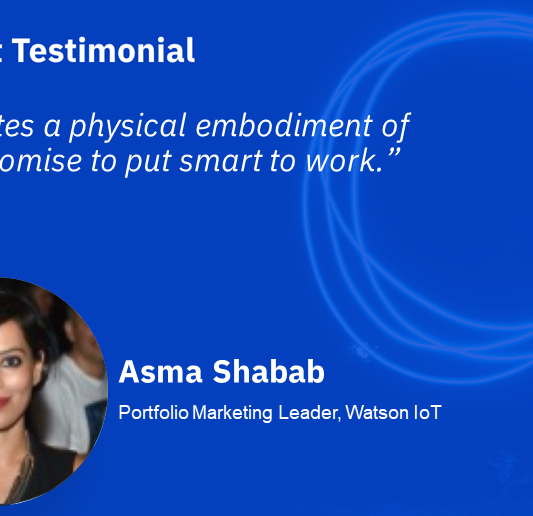 Testimonial
a physical embodiment of
to put smart to work.”
Asma Shabab
Portfolio Marketing Leader, Watson IoT